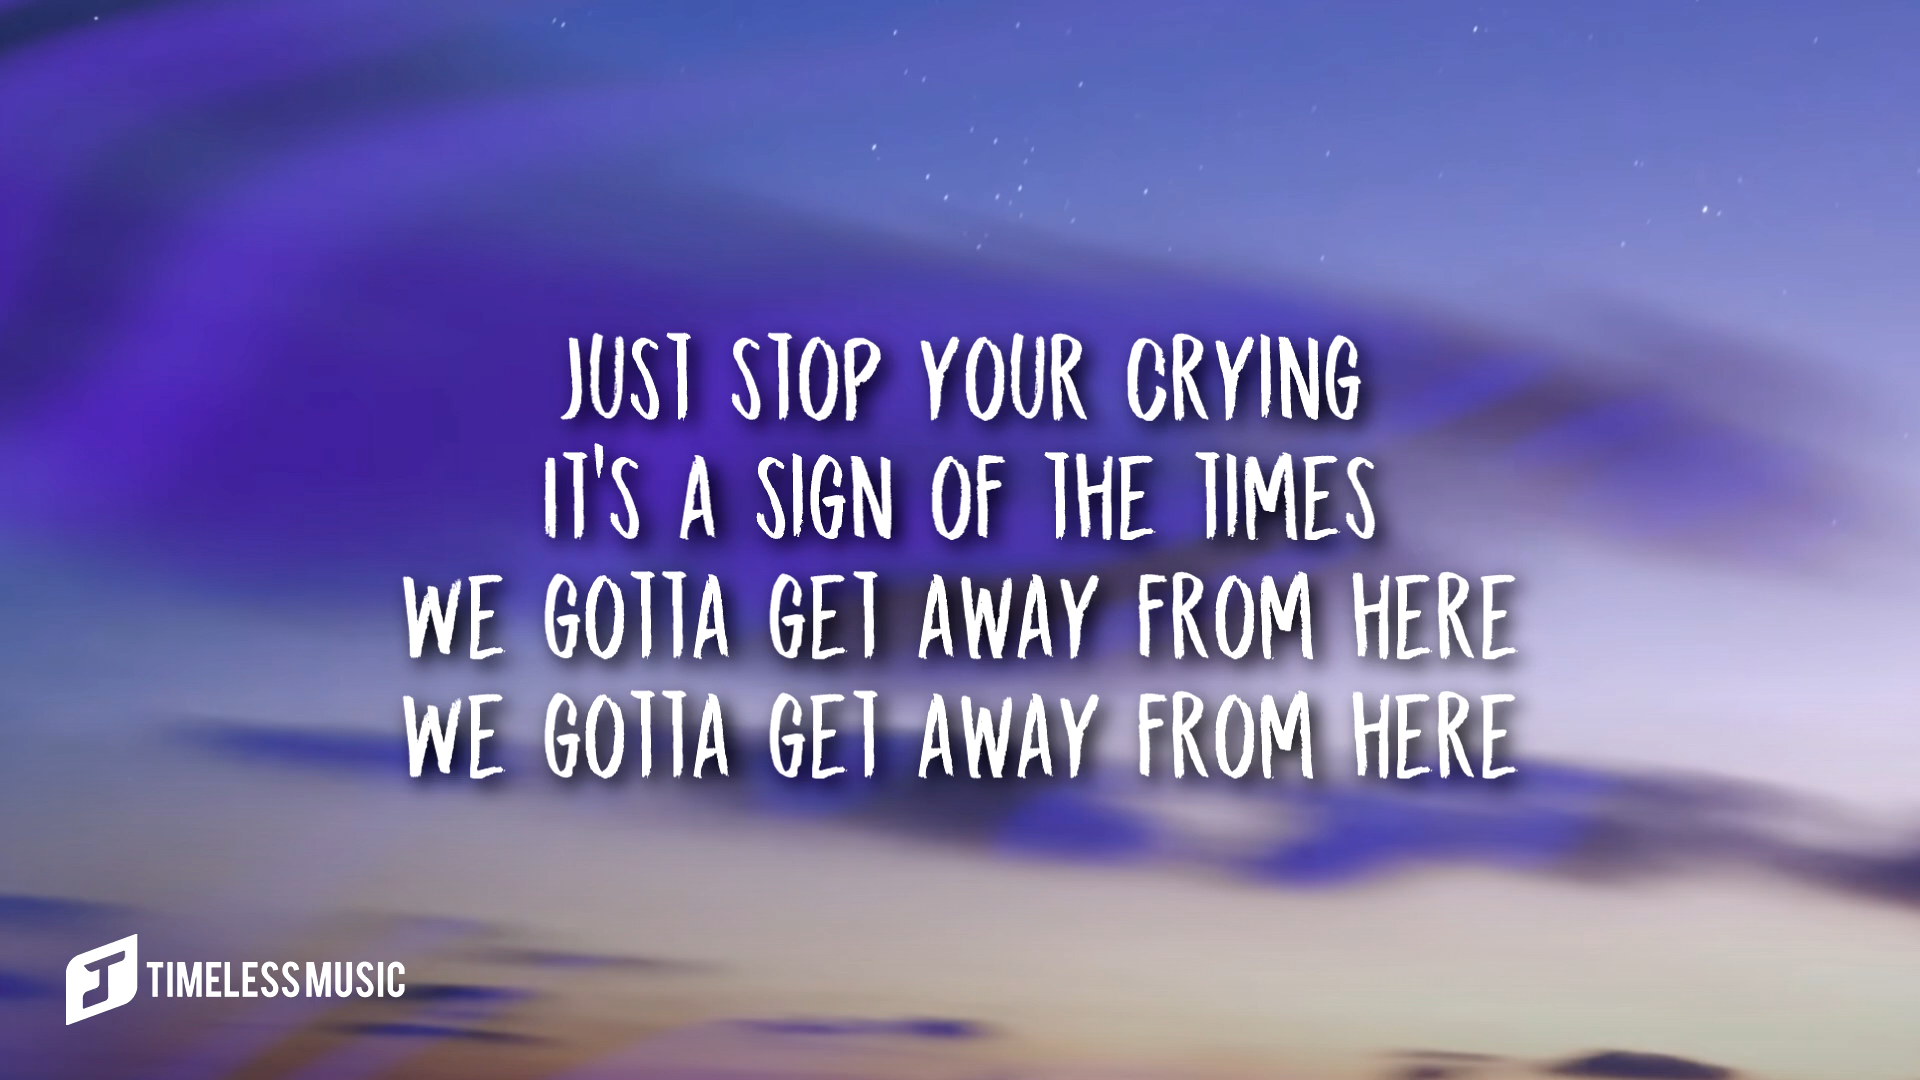 JUST STOP YOUR CRYING
IT'S A SIGN OF THE TIMES
WE GOTTA GET AWAY FROM HERE
WE GOTTA GET AWAY FROM HERE
TIMELESS MUSIC